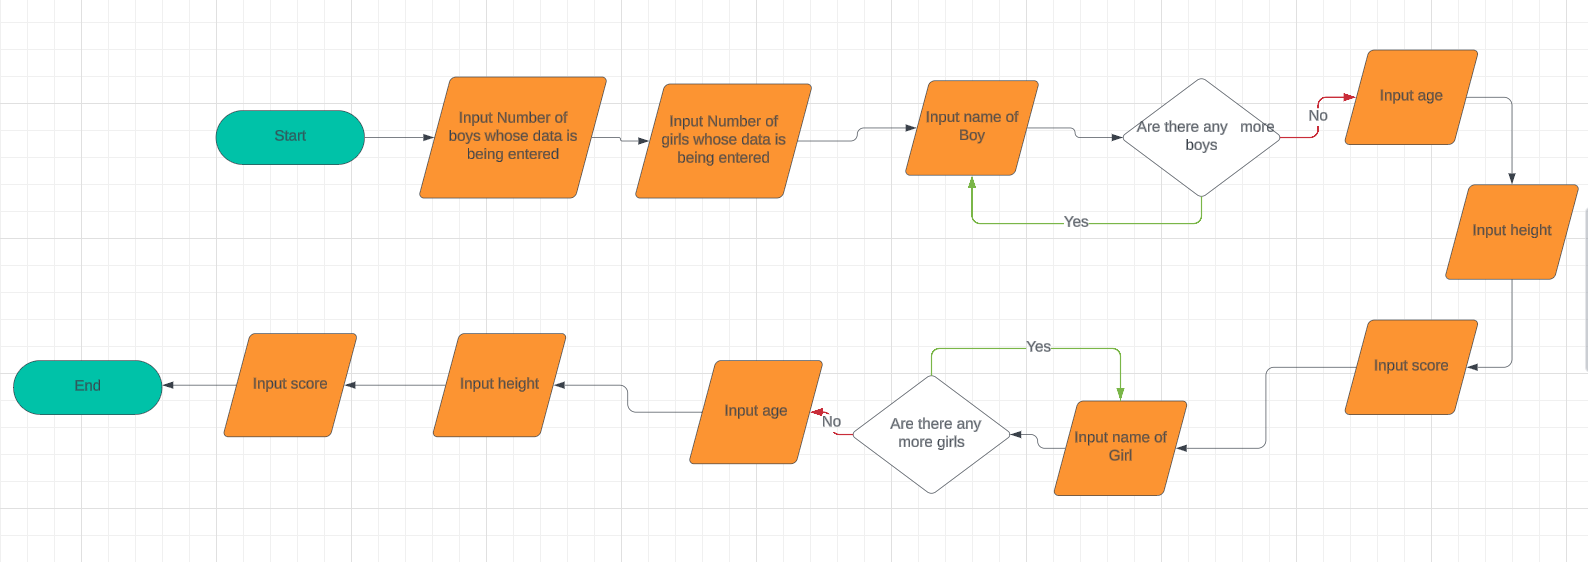 Start
Input Number of
boys whose data is
being entered
Input Number of
girls whose data is
being entered
Input name of
Boy
Are there any more
boys
Yes
No
Input age
Input height
Input score
Input name of
Girl
Are there any
more girls
Yes
No
Input age
Input height
Input score
End